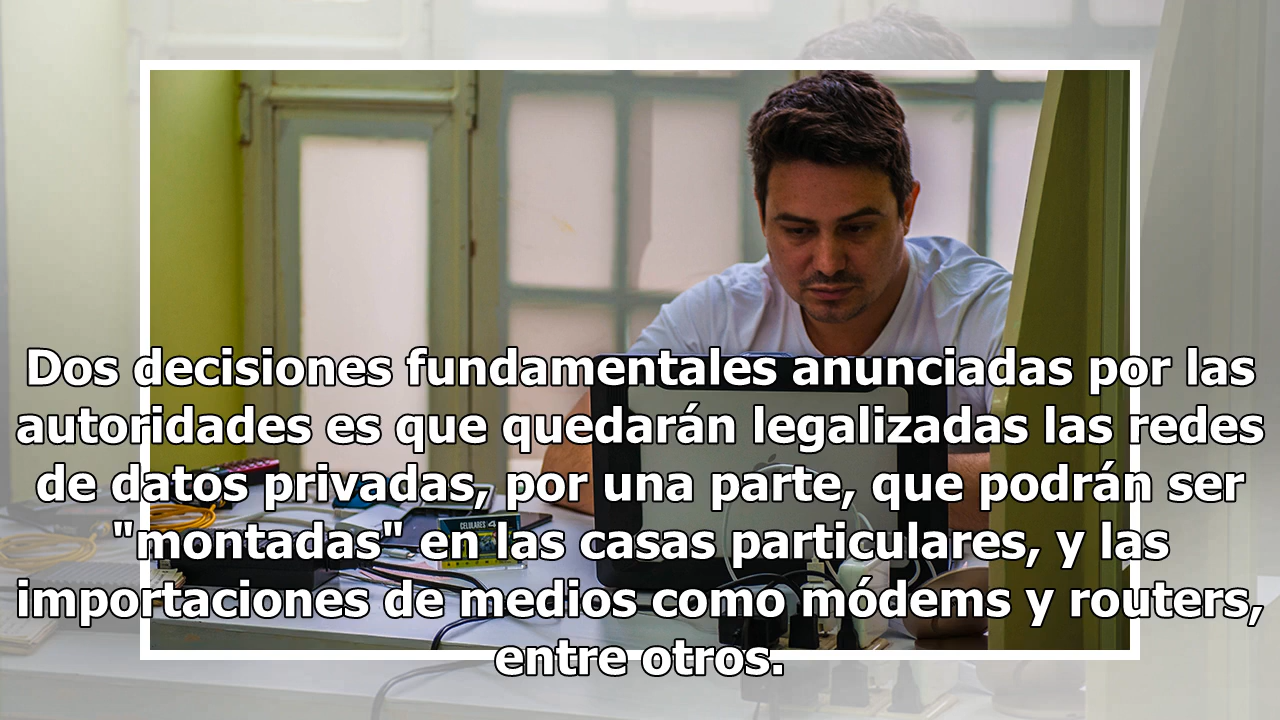 Dos decisiones fundamentales anunciadas por las
autoridades es que quedarán legalizadas las redes
de datos privadas, por una parte, que podrán ser
"montadas" en las casas particulares, y las
importaciones de medios como módems y routers,
entre otros.
CELULARES